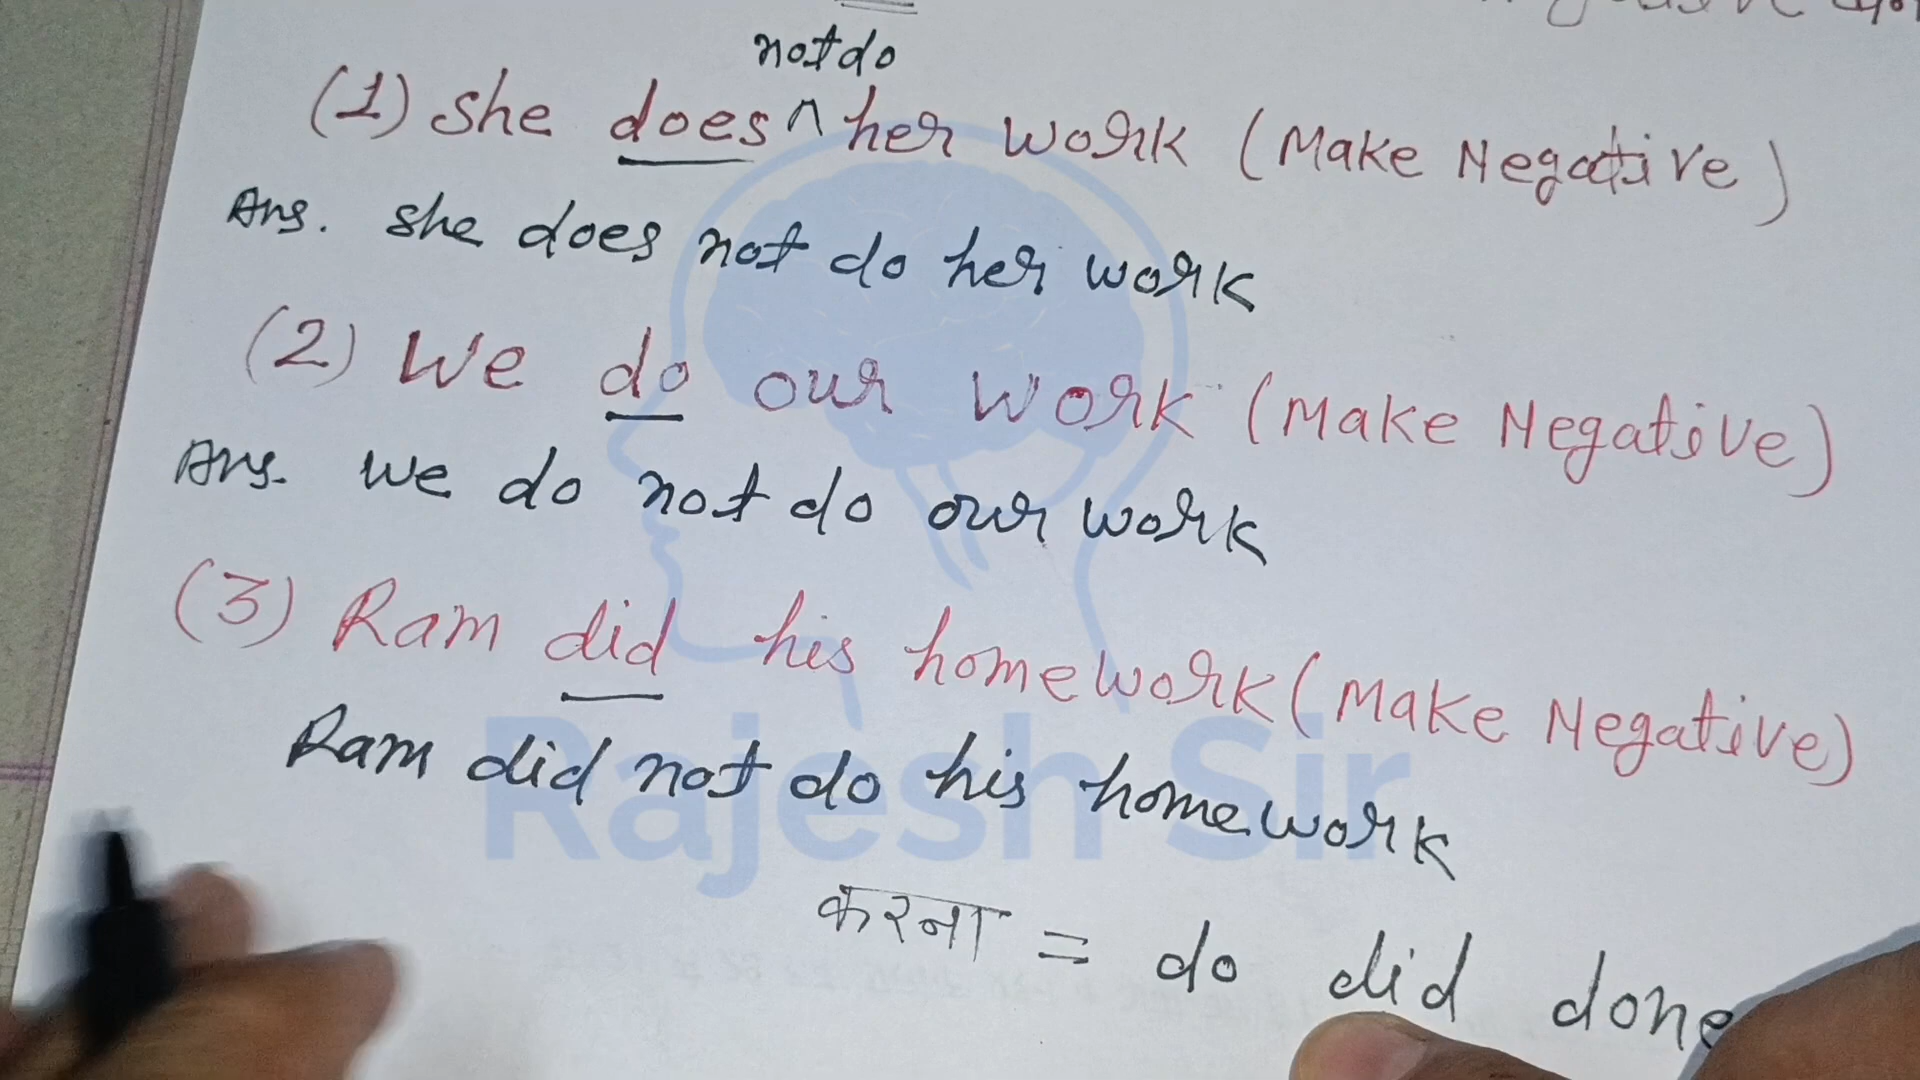 not do
(1) She does ^ her work (Make Negative)
Ans. she does not do her work
(2) We do our work (Make Negative)
Ans. we do not do our work
(3) Ram did his homework (Make Negative)
Ram did not do his homework
करना = do did done
Rajesh Sir